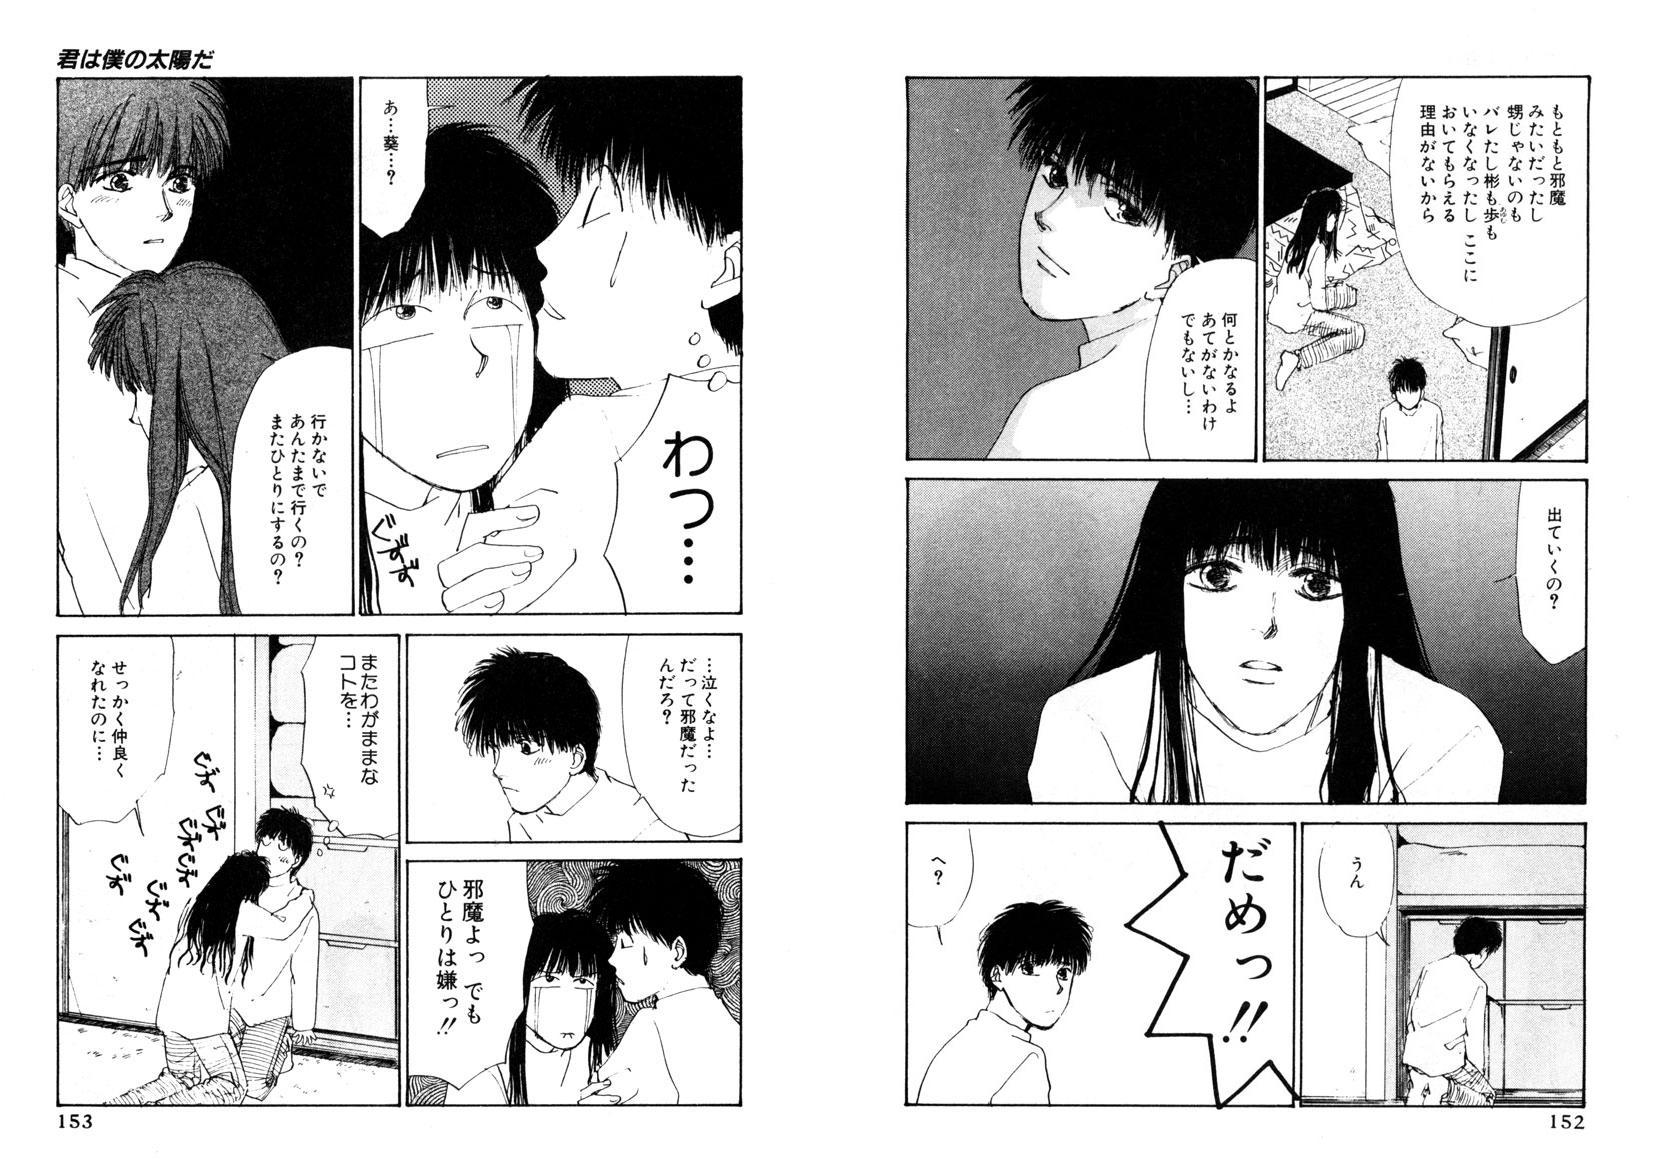 もともと邪魔
みたいだったし
甥じゃないのも
バレたし彬も歩も
いなくなったし ここに
おいてもらえる
理由がないから
あゆむ
何とかなるよ
あてがないわけ
でもないし…
出ていくの?
うん
だめっ!!
へ?
152
君は僕の太陽だ
わっ…
あ…葵…?
ぐずずず
行かないで
あんたまで行くの?
またひとりにするの?
…泣くなよ…
だって邪魔だった
んだろ?
邪魔よっ でも
ひとりは嫌っ!!
またわがままな
コトを…
せっかく仲良く
なれたのに…
153